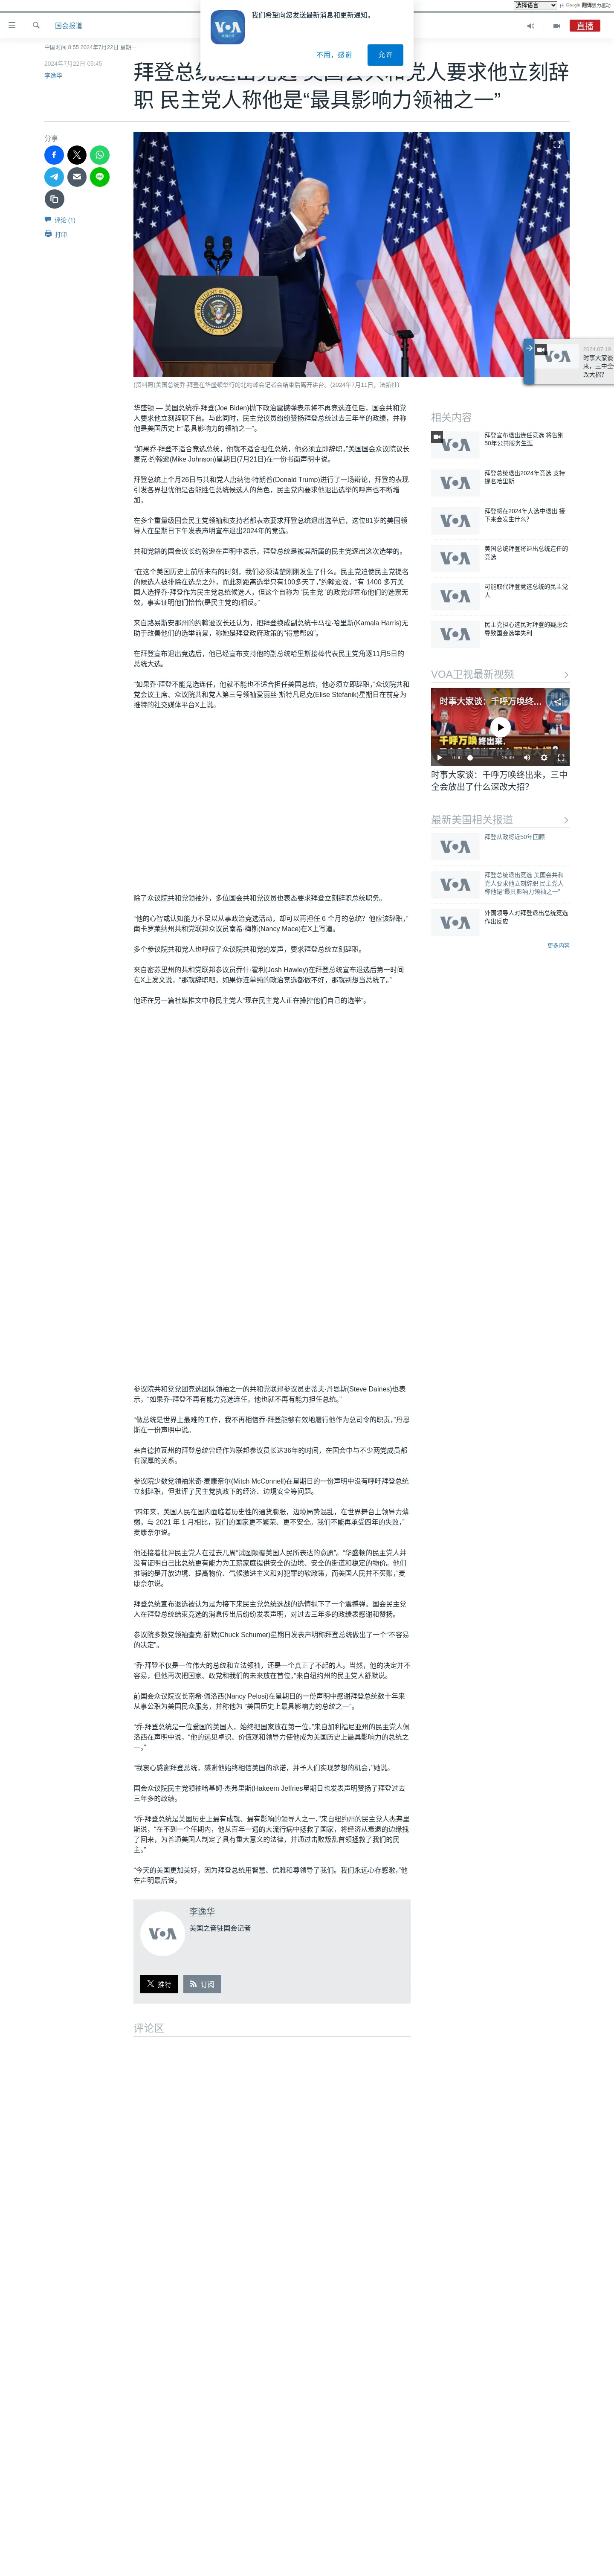 选择语言
由 Google 翻译强力驱动
国会报道
直播
我们希望向您发送最新消息和更新通知。
不用，感谢
允许
中国时间 9:55 2024年7月22日 星期一
2024年7月22日 05:45
李逸华
职 民主党人称他是“最具影响力领袖之一”
分享
评论 (1)
打印
(资料照)美国总统乔·拜登在华盛顿举行的北约峰会记者会结束后离开讲台。(2024年7月11日。法新社)
2024.07.19
时事大家谈
来，三中全
改大招?
华盛顿 — 美国总统乔·拜登(Joe Biden)抛下政治震撼弹表示将不再竞选连任后，国会共和党
人要求他立刻辞职下台。与此同时，民主党议员纷纷赞扬拜登总统过去三年半的政绩，并称
他是美国历史上“最具影响力的领袖之一”。
“如果乔·拜登不适合竞选总统，他就不适合担任总统，他必须立即辞职,”美国国会众议院议长
麦克·约翰逊(Mike Johnson)星期日(7月21日)在一份书面声明中说。
拜登总统上个月26日与共和党人唐纳德·特朗普(Donald Trump)进行了一场辩论，拜登的表现
引发各界担忧他是否能胜任总统候选人的角色，民主党内要求他退出选举的呼声也不断增
加。
在多个重量级国会民主党领袖和支持者都表态要求拜登总统退出选举后，这位81岁的美国领
导人在星期日下午发表声明宣布退出2024年的竞选。
共和党籍的国会议长约翰逊在声明中表示，拜登总统是被其所属的民主党逐出这次选举的。
“在这个美国历史上前所未有的时刻，我们必须清楚刚刚发生了什么。民主党迫使民主党提名
的候选人被排除在选票之外，而此刻距离选举只有100多天了，”约翰逊说，“有 1400 多万美
国人选择乔·拜登作为民主党总统候选人，但这个自称为 ‘民主党 ’的政党却宣布他们的选票无
效，事实证明他们恰恰(是民主党的)相反。”
来自路易斯安那州的约翰逊议长还认为，把拜登换成副总统卡马拉·哈里斯(Kamala Harris)无
助于改善他们的选举前景，称她是拜登政府政策的“得意帮凶”。
在拜登宣布退出竞选后，他已经宣布支持他的副总统哈里斯接棒代表民主党角逐11月5日的
总统大选。
“如果乔·拜登不能竞选连任，他就不能也不适合担任美国总统，他必须立即辞职，”众议院共和
党会议主席、众议院共和党人第三号领袖爱丽丝·斯特凡尼克(Elise Stefanik)星期日在前身为
推特的社交媒体平台X上说。
除了众议院共和党领袖外，多位国会共和党议员也表态要求拜登立刻辞职总统职务。
“他的心智或认知能力不足以从事政治竞选活动，却可以再担任 6 个月的总统? 他应该辞职，”
南卡罗莱纳州共和党联邦众议员南希·梅斯(Nancy Mace)在X上写道。
多个参议院共和党人也呼应了众议院共和党的发声，要求拜登总统立刻辞职。
来自密苏里州的共和党联邦参议员乔什·霍利(Josh Hawley)在拜登总统宣布退选后第一时间
在X上发文说，“那就辞职吧。如果你连单纯的政治竞选都做不好，那就别想当总统了。”
他还在另一篇社媒推文中称民主党人“现在民主党人正在操控他们自己的选举”。
参议院共和党党团竞选团队领袖之一的共和党联邦参议员史蒂夫·丹恩斯(Steve Daines)也表
示，“如果乔·拜登不再有能力竞选连任，他也就不再有能力担任总统。”
“做总统是世界上最难的工作，我不再相信乔·拜登能够有效地履行他作为总司令的职责，”丹恩
斯在一份声明中说。
来自德拉瓦州的拜登总统曾经作为联邦参议员长达36年的时间，在国会中与不少两党成员都
有深厚的关系。
参议院少数党领袖米奇·麦康奈尔(Mitch McConnell)在星期日的一份声明中没有呼吁拜登总统
立刻辞职，但批评了民主党执政下的经济、边境安全等问题。
“四年来，美国人民在国内面临着历史性的通货膨胀，边境局势混乱，在世界舞台上领导力薄
弱。与 2021 年 1 月相比，我们的国家更不繁荣、更不安全。我们不能再承受四年的失败，”
麦康奈尔说。
他还接着批评民主党人在过去几周“试图颠覆美国人民所表达的意愿”。“华盛顿的民主党人并
没有证明自己比总统更有能力为工薪家庭提供安全的边境、安全的街道和稳定的物价。他们
推销的是开放边境、提高物价、气候激进主义和对犯罪的软政策，而美国人民并不买账，”麦
康奈尔说。
拜登总统宣布退选被认为是为接下来民主党总统选战的选情抛下了一个震撼弹。国会民主党
人在拜登总统结束竞选的消息传出后纷纷发表声明，对过去三年多的政绩表感谢和赞扬。
参议院多数党领袖查克·舒默(Chuck Schumer)星期日发表声明称拜登总统做出了一个“不容易
的决定”。
“乔·拜登不仅是一位伟大的总统和立法领袖，还是一个真正了不起的人。当然，他的决定并不
容易，但他再次把国家、政党和我们的未来放在首位，”来自纽约州的民主党人舒默说。
前国会众议院议长南希·佩洛西(Nancy Pelosi)在星期日的一份声明中感谢拜登总统数十年来
从事公职为美国民众服务，并称他为 “美国历史上最具影响力的总统之一”。
“乔·拜登总统是一位爱国的美国人，始终把国家放在第一位，”来自加利福尼亚州的民主党人佩
洛西在声明中说，“他的远见卓识、价值观和领导力使他成为美国历史上最具影响力的总统之
一。”
“我衷心感谢拜登总统，感谢他始终相信美国的承诺，并予人们实现梦想的机会，”她说。
国会众议院民主党领袖哈基姆·杰弗里斯(Hakeem Jeffries星期日也发表声明赞扬了拜登过去
三年多的政绩。
“乔·拜登总统是美国历史上最有成就、最有影响的领导人之一，”来自纽约州的民主党人杰弗里
斯说，“在不到一个任期内，他从百年一遇的大流行病中拯救了国家，将经济从衰退的边缘拽
了回来，为普通美国人制定了具有重大意义的法律，并通过击败叛乱首领拯救了我们的民
主。”
“今天的美国更加美好，因为拜登总统用智慧、优雅和尊领导了我们。我们永远心存感激，”他
在声明最后说。
李逸华
美国之音驻国会记者
推特
订阅
评论区
相关内容
拜登宣布退出连任竞选 将告别
50年公共服务生涯
拜登总统退出2024年竞选 支持
提名哈里斯
拜登将在2024年大选中退出 接
下来会发生什么?
美国总统拜登将退出总统连任的
竞选
可能取代拜登竞选总统的民主党
人
民主党担心选民对拜登的疑虑会
导致国会选举失利
VOA卫视最新视频
时事大家谈：千呼万唤终...
0:00
25:49
时事大家谈：千呼万唤终出来，三中
全会放出了什么深改大招?
最新美国相关报道
拜登从政将近50年回顾
拜登总统退出竞选 美国会共和
党人要求他立刻辞职 民主党人
称他是“最具影响力领袖之一”
外国领导人对拜登退出总统竞选
作出反应
更多内容